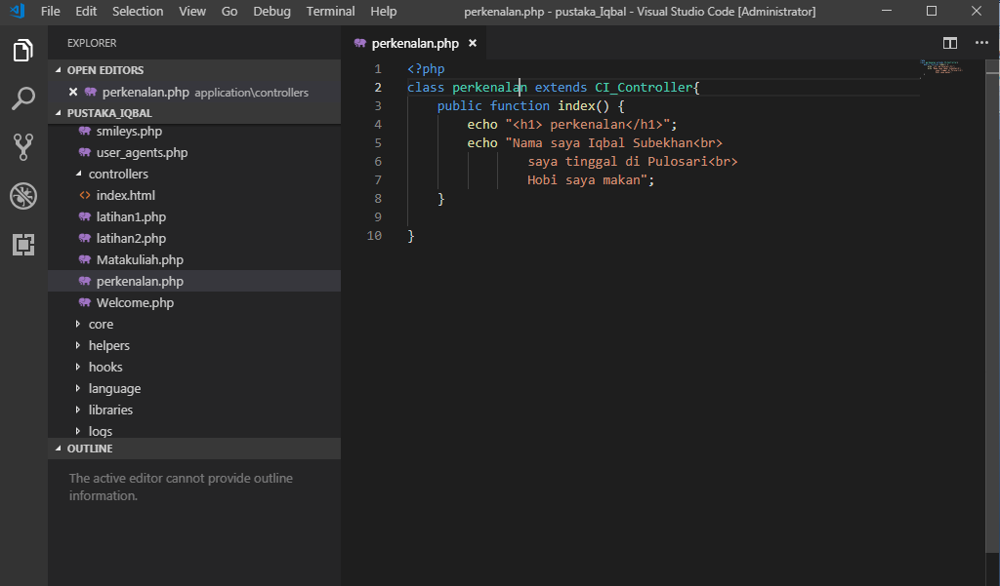 File Edit Selection View Go Debug Terminal Help perkenalan.php - pustaka_Iqbal - Visual Studio Code [Administrator]
EXPLORER
OPEN EDITORS
perkenalan.php application\controllers
PUSTAKA_IQBAL
smileys.php
user_agents.php
controllers
index.html
latihan1.php
latihan2.php
Matakuliah.php
perkenalan.php
Welcome.php
core
helpers
hooks
language
libraries
logs
OUTLINE
The active editor cannot provide outline
information.
perkenalan.php
1 <?php
2 class perkenalan extends CI_Controller{
3 public function index() {
4 echo "<h1> perkenalan</h1>";
5 echo "Nama saya Iqbal Subekhan<br>
6 saya tinggal di Pulosari<br>
7 Hobi saya makan";
8 }
9
10 }